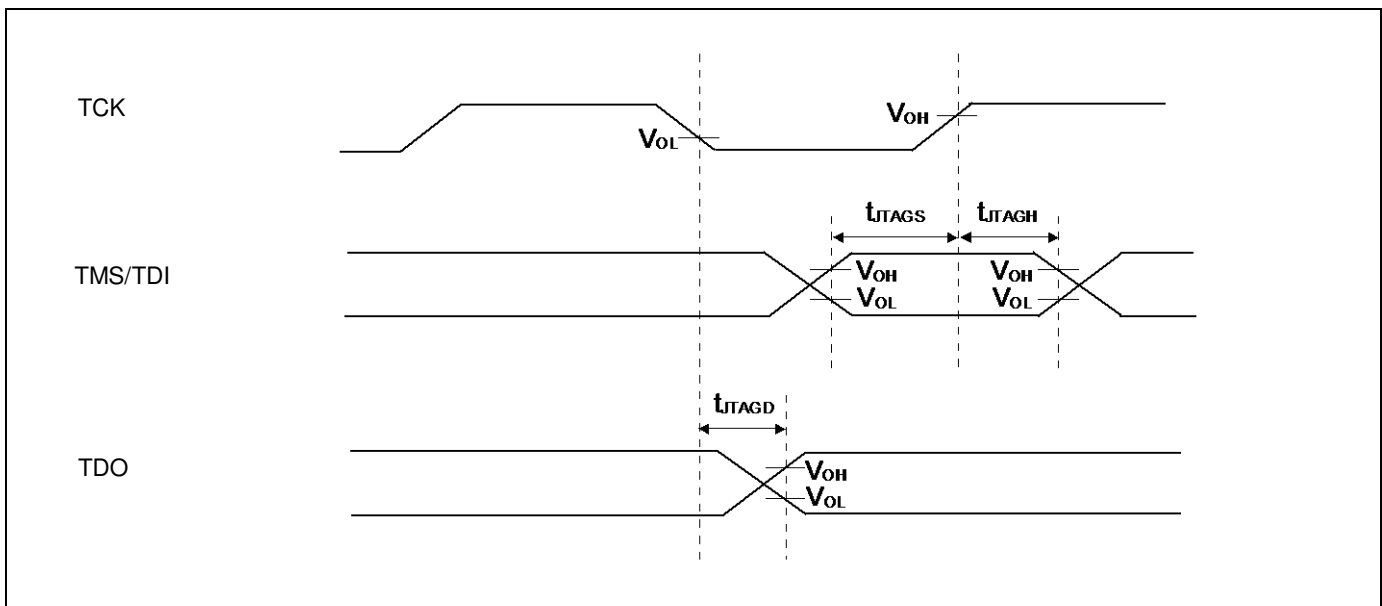 TCK
VOL
VOH
tJTAGS
tJTAGH
TMS/TDI
VOH
VOL
VOH
VOL
tJTAGD
TDO
VOH
VOL